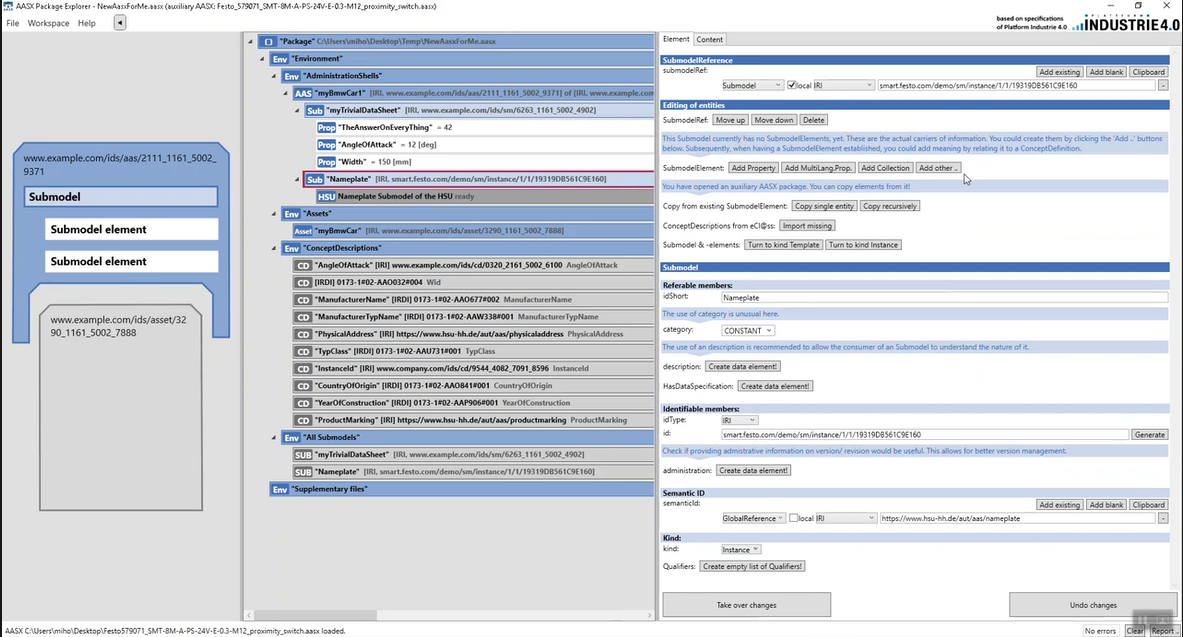 AASX Package Explorer - NewAasxForMe.aasx (auxiliary AASX: Festo_579071_SMT-8M-A-PS-24V-E-0.3-M12_proximity_switch.aasx)
File Workspace Help
based on specifications
of Platform Industrie 4.0
PLATTFORM
INDUSTRIE4.0
www.example.com/ids/aas/2111_1161_5002_
9371
Submodel
Submodel element
Submodel element
www.example.com/ids/asset/32
90_1161_5002_7888
"Package" C:\Users\miho\Desktop\Temp\NewAasxForMe.aasx
Env "Environment"
Env "AdministrationShells"
AAS "myBmwCar1" [IRI, www.example.com/ids/aas/2111_1161_5002_9371] of [IRI, www.example.com
Sub "myTrivialDataSheet" [IRI, www.example.com/ids/sm/6263_1161_5002_4902]
Prop "TheAnswerOnEveryThing" = 42
Prop "AngleOfAttack" = 12 [deg]
Prop "Width" = 150 [mm]
Sub "Nameplate" [IRI, smart.festo.com/demo/sm/instance/1/1/19319DB561C9E160]
HSU Nameplate Submodel of the HSU ready
Env "Assets"
Asset "myBmwCar" [IRI, www.example.com/ids/asset/3290_1161_5002_7888]
Env "ConceptDescriptions"
CD "AngleOfAttack" [IRI] www.example.com/ids/cd/0320_2161_5002_6100 AngleOfAttack
CD [IRDI] 0173-1#02-AAO032#004 Wid
CD "ManufacturerName" [IRDI] 0173-1#02-AAO677#002 ManufacturerName
CD "ManufacturerTypName" [IRDI] 0173-1#02-AAW338#001 ManufacturerTypName
CD "PhysicalAddress" [IRI] https://www.hsu-hh.de/aut/aas/physicaladdress PhysicalAddress
CD "TypClass" [IRDI] 0173-1#02-AAU731#001 TypClass
CD "InstanceId" [IRI] www.company.com/ids/cd/9544_4082_7091_8596 InstanceId
CD "CountryOfOrigin" [IRDI] 0173-1#02-AAO841#001 CountryOfOrigin
CD "YearOfConstruction" [IRDI] 0173-1#02-AAP906#001 YearOfConstruction
CD "ProductMarking" [IRI] https://www.hsu-hh.de/aut/aas/productmarking ProductMarking
Env "All Submodels"
SUB "myTrivialDataSheet" [IRI, www.example.com/ids/sm/6263_1161_5002_4902]
SUB "Nameplate" [IRI, smart.festo.com/demo/sm/instance/1/1/19319DB561C9E160]
Env "Supplementary files"
Element Content
SubmodelReference
submodelRef: Add existing Add blank Clipboard
Submodel local IRI smart.festo.com/demo/sm/instance/1/1/19319DB561C9E160 -
Editing of entities
SubmodelRef: Move up Move down Delete
This Submodel currently has no SubmodelElements, yet. These are the actual carriers of information. You could create them by clicking the 'Add ..' buttons
below. Subsequently, when having a SubmodelElement established, you could add meaning by relating it to a ConceptDefinition.
SubmodelElement: Add Property Add MultiLang.Prop. Add Collection Add other ..
You have opened an auxiliary AASX package. You can copy elements from it!
Copy from existing SubmodelElement: Copy single entity Copy recursively
ConceptDescriptions from eCl@ss: Import missing
Submodel & -elements: Turn to kind Template Turn to kind Instance
Submodel
Referable members:
idShort: Nameplate
The use of category is unusual here.
category: CONSTANT
The use of an description is recommended to allow the consumer of an Submodel to understand the nature of it.
description: Create data element!
HasDataSpecification: Create data element!
Identifiable members:
idType: IRI
id: smart.festo.com/demo/sm/instance/1/1/19319DB561C9E160 Generate
Check if providing admistrative information on version/ revision would be useful. This allows for better version management.
administration: Create data element!
Semantic ID
semanticId: Add existing Add blank Clipboard
GlobalReference local IRI https://www.hsu-hh.de/aut/aas/nameplate -
Kind:
kind: Instance
Qualifiers: Create empty list of Qualifiers!
Take over changes Undo changes
AASX C:\Users\miho\Desktop\Festo579071_SMT-8M-A-PS-24V-E-0.3-M12_proximity_switch.aasx loaded. No errors Clear Report..